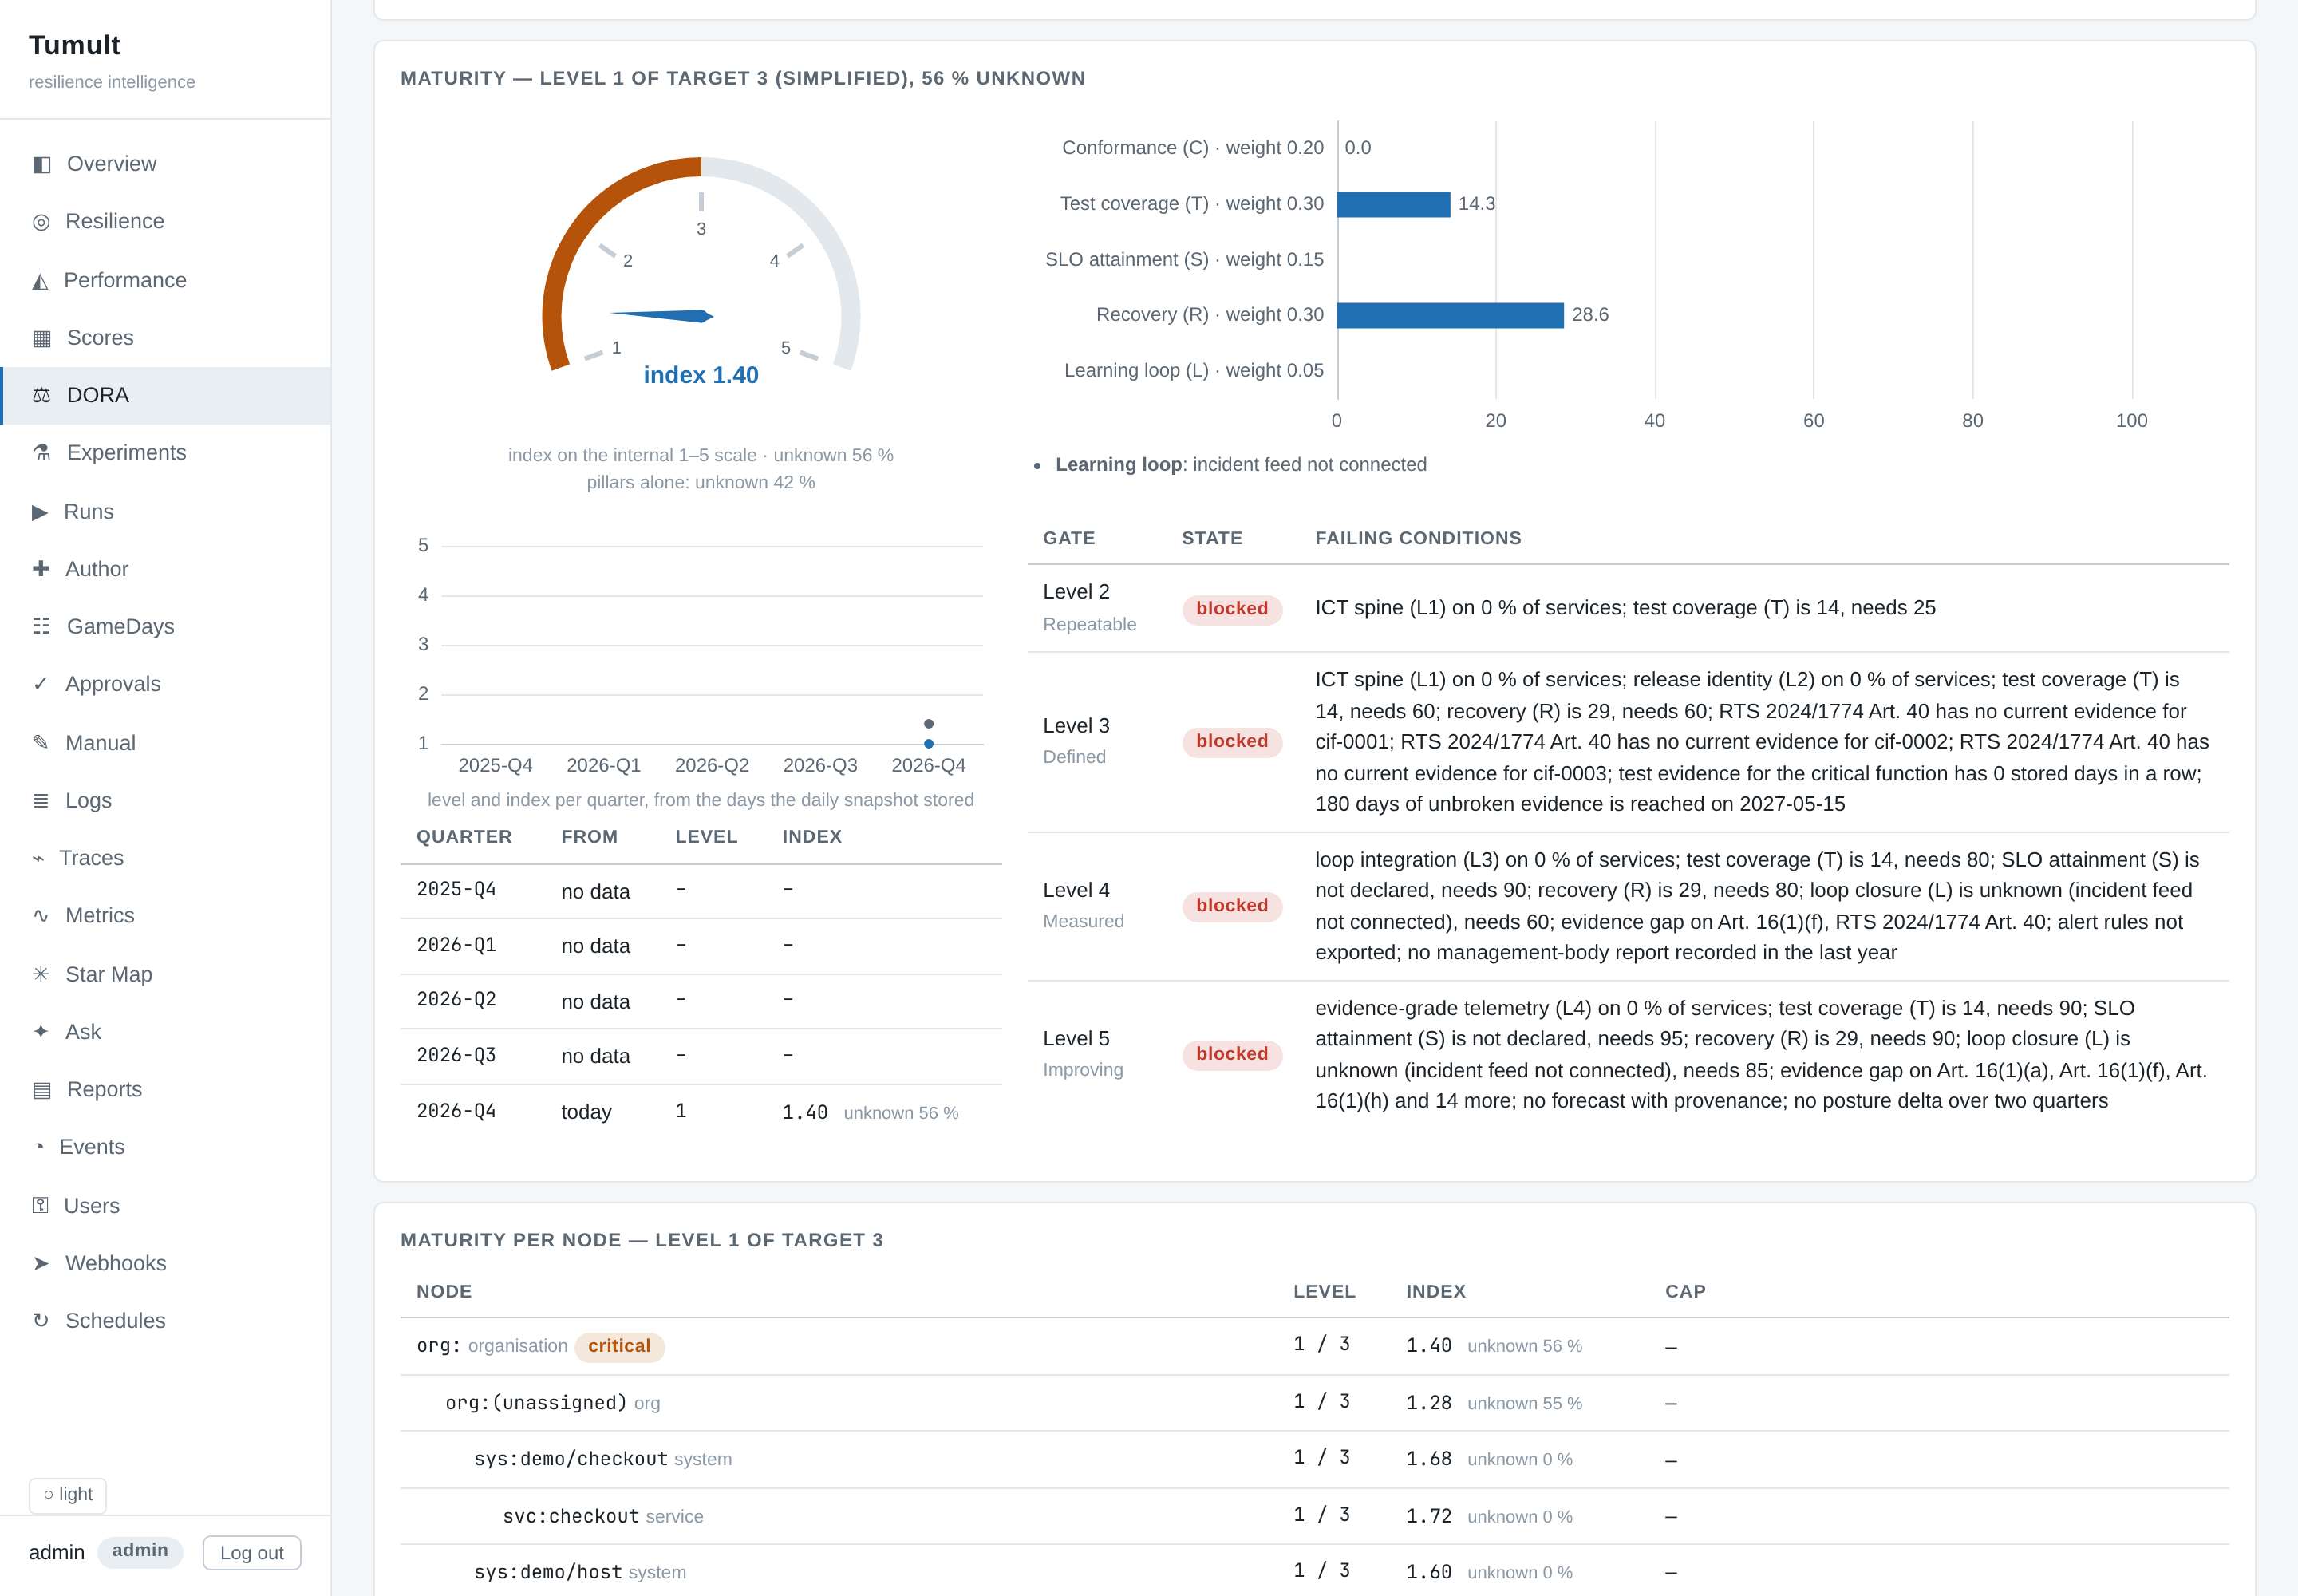 Tumult
resilience intelligence
Overview
Resilience
Performance
Scores
DORA
Experiments
Runs
Author
GameDays
Approvals
Manual
Logs
Traces
Metrics
Star Map
Ask
Reports
Events
Users
Webhooks
Schedules
light
admin admin Log out
MATURITY — LEVEL 1 OF TARGET 3 (SIMPLIFIED), 56 % UNKNOWN
1
2
3
4
5
index 1.40
index on the internal 1–5 scale · unknown 56 %
pillars alone: unknown 42 %
Conformance (C) · weight 0.20 0.0
Test coverage (T) · weight 0.30 14.3
SLO attainment (S) · weight 0.15
Recovery (R) · weight 0.30 28.6
Learning loop (L) · weight 0.05
0 20 40 60 80 100
• Learning loop: incident feed not connected
5
4
3
2
1
2025-Q4 2026-Q1 2026-Q2 2026-Q3 2026-Q4
level and index per quarter, from the days the daily snapshot stored
QUARTER FROM LEVEL INDEX
2025-Q4 no data – –
2026-Q1 no data – –
2026-Q2 no data – –
2026-Q3 no data – –
2026-Q4 today 1 1.40 unknown 56 %
GATE STATE FAILING CONDITIONS
Level 2
Repeatable
blocked
ICT spine (L1) on 0 % of services; test coverage (T) is 14, needs 25
Level 3
Defined
blocked
ICT spine (L1) on 0 % of services; release identity (L2) on 0 % of services; test coverage (T) is
14, needs 60; recovery (R) is 29, needs 60; RTS 2024/1774 Art. 40 has no current evidence for
cif-0001; RTS 2024/1774 Art. 40 has no current evidence for cif-0002; RTS 2024/1774 Art. 40 has
no current evidence for cif-0003; test evidence for the critical function has 0 stored days in a row;
180 days of unbroken evidence is reached on 2027-05-15
Level 4
Measured
blocked
loop integration (L3) on 0 % of services; test coverage (T) is 14, needs 80; SLO attainment (S) is
not declared, needs 90; recovery (R) is 29, needs 80; loop closure (L) is unknown (incident feed
not connected), needs 60; evidence gap on Art. 16(1)(f), RTS 2024/1774 Art. 40; alert rules not
exported; no management-body report recorded in the last year
Level 5
Improving
blocked
evidence-grade telemetry (L4) on 0 % of services; test coverage (T) is 14, needs 90; SLO
attainment (S) is not declared, needs 95; recovery (R) is 29, needs 90; loop closure (L) is
unknown (incident feed not connected), needs 85; evidence gap on Art. 16(1)(a), Art. 16(1)(f), Art.
16(1)(h) and 14 more; no forecast with provenance; no posture delta over two quarters
MATURITY PER NODE — LEVEL 1 OF TARGET 3
NODE LEVEL INDEX CAP
org: organisation critical 1 / 3 1.40 unknown 56 % –
org:(unassigned) org 1 / 3 1.28 unknown 55 % –
sys:demo/checkout system 1 / 3 1.68 unknown 0 % –
svc:checkout service 1 / 3 1.72 unknown 0 % –
sys:demo/host system 1 / 3 1.60 unknown 0 % –